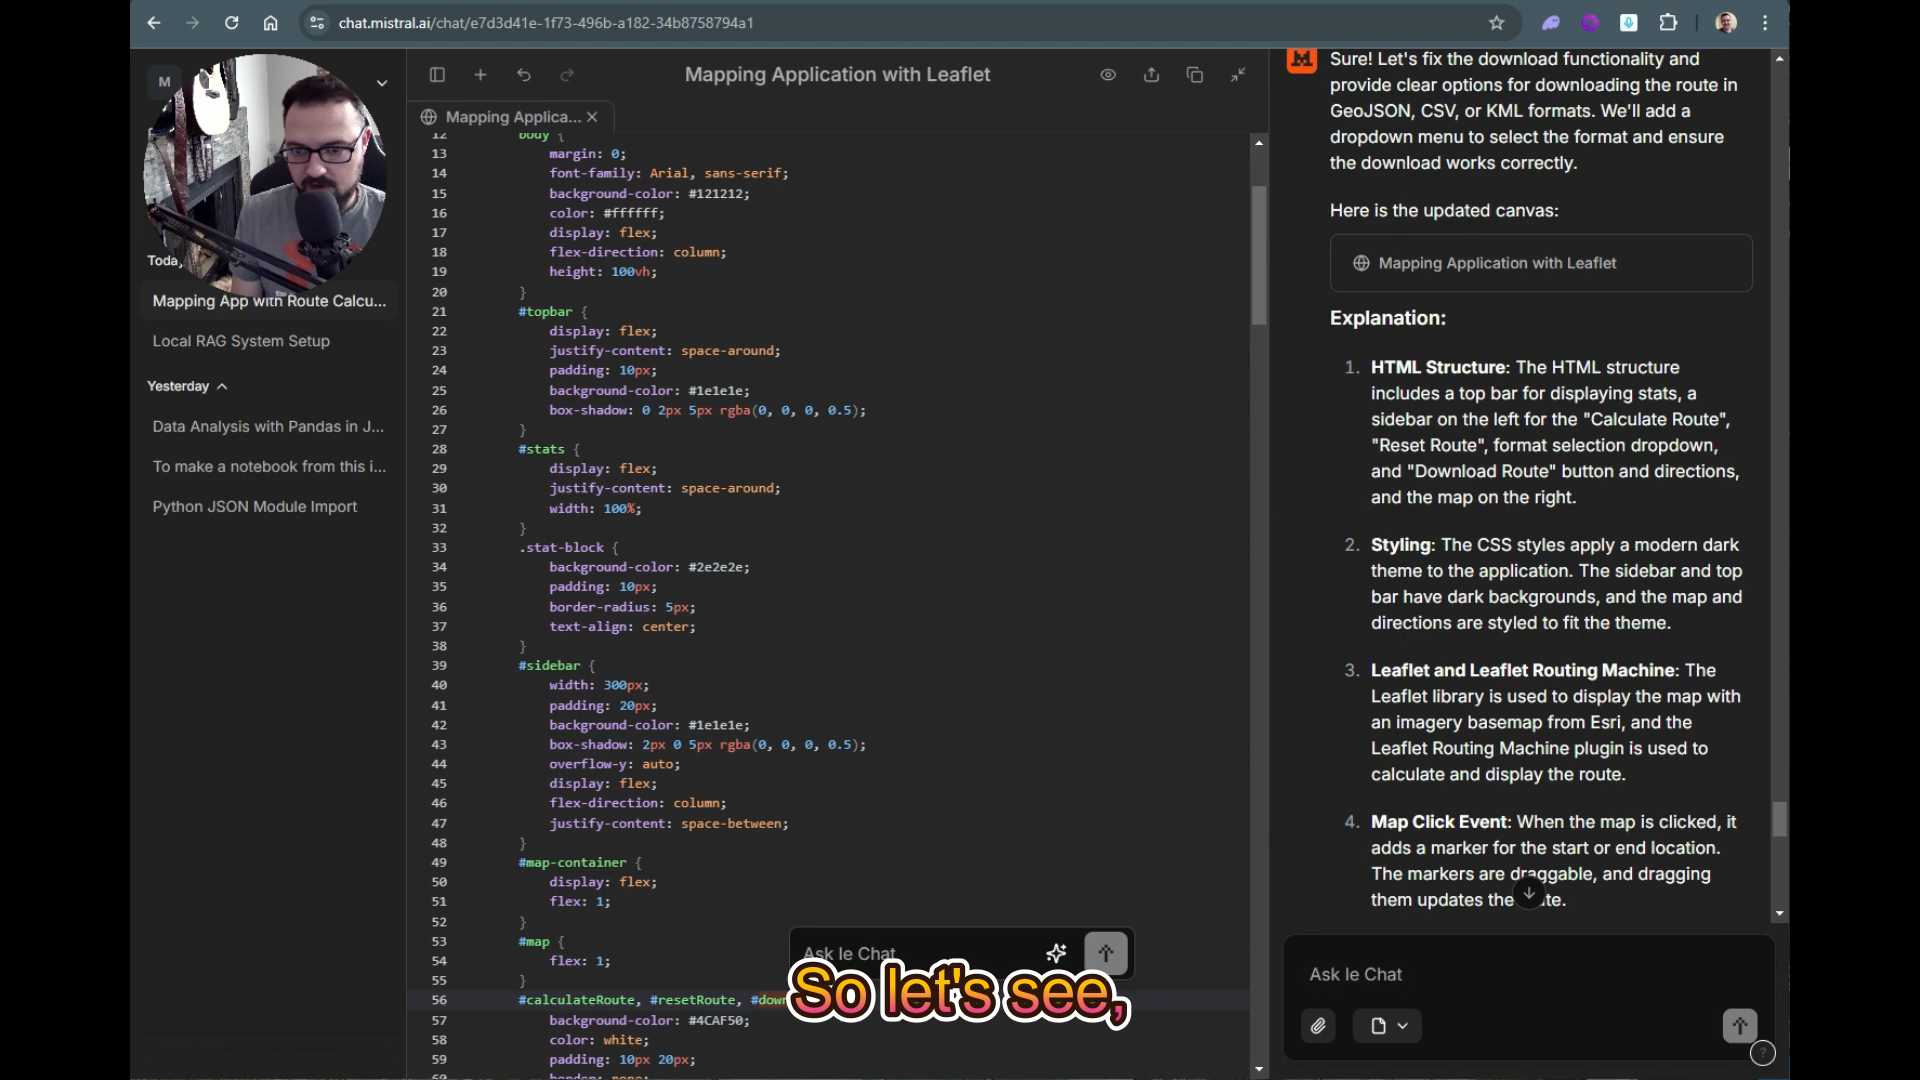 chat.mistral.ai/chat/e7d3d41e-1f73-496b-a182-34b8758794a1
M
Today
Mapping App with Route Calcu...
Local RAG System Setup
Yesterday
Data Analysis with Pandas in J...
To make a notebook from this i...
Python JSON Module Import
Mapping Application with Leaflet
Mapping Applica...
12 body {
13 margin: 0;
14 font-family: Arial, sans-serif;
15 background-color: #121212;
16 color: #ffffff;
17 display: flex;
18 flex-direction: column;
19 height: 100vh;
20 }
21 #topbar {
22 display: flex;
23 justify-content: space-around;
24 padding: 10px;
25 background-color: #1e1e1e;
26 box-shadow: 0 2px 5px rgba(0, 0, 0, 0.5);
27 }
28 #stats {
29 display: flex;
30 justify-content: space-around;
31 width: 100%;
32 }
33 .stat-block {
34 background-color: #2e2e2e;
35 padding: 10px;
36 border-radius: 5px;
37 text-align: center;
38 }
39 #sidebar {
40 width: 300px;
41 padding: 20px;
42 background-color: #1e1e1e;
43 box-shadow: 2px 0 5px rgba(0, 0, 0, 0.5);
44 overflow-y: auto;
45 display: flex;
46 flex-direction: column;
47 justify-content: space-between;
48 }
49 #map-container {
50 display: flex;
51 flex: 1;
52 }
53 #map {
54 flex: 1;
55 }
56 #calculateRoute, #resetRoute, #down
57 background-color: #4CAF50;
58 color: white;
59 padding: 10px 20px;
60 border: none;
Ask le Chat
So let's see,
Sure! Let's fix the download functionality and
provide clear options for downloading the route in
GeoJSON, CSV, or KML formats. We'll add a
dropdown menu to select the format and ensure
the download works correctly.
Here is the updated canvas:
Mapping Application with Leaflet
Explanation:
1. HTML Structure: The HTML structure
includes a top bar for displaying stats, a
sidebar on the left for the "Calculate Route",
"Reset Route", format selection dropdown,
and "Download Route" button and directions,
and the map on the right.
2. Styling: The CSS styles apply a modern dark
theme to the application. The sidebar and top
bar have dark backgrounds, and the map and
directions are styled to fit the theme.
3. Leaflet and Leaflet Routing Machine: The
Leaflet library is used to display the map with
an imagery basemap from Esri, and the
Leaflet Routing Machine plugin is used to
calculate and display the route.
4. Map Click Event: When the map is clicked, it
adds a marker for the start or end location.
The markers are draggable, and dragging
them updates the route.
Ask le Chat
?